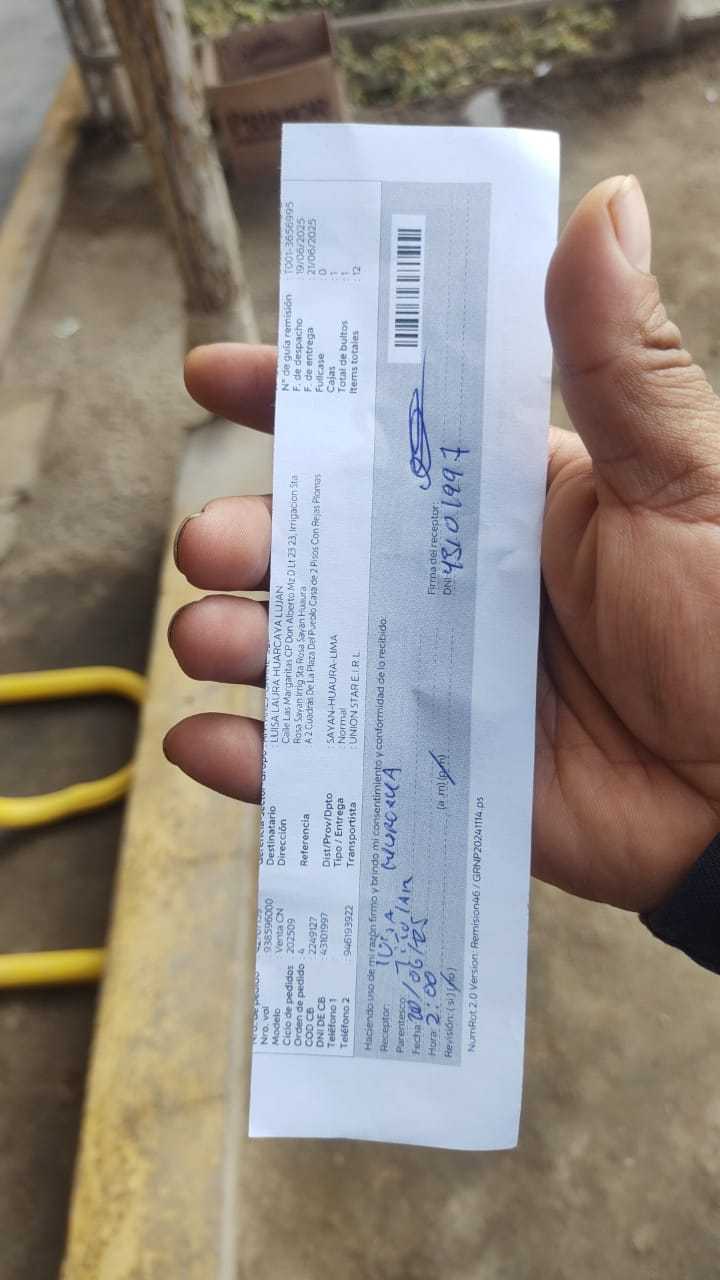 Nro. vol : 938596000
Modelo : Venta CN
Ciclo de pedidos : 202509
Orden de pedido : 4
COD CB : 2249127
DNI DE CB : 43101997
Teléfono 1 :
Teléfono 2 : 946193922
Destinatario : LUISA LAURA HUARCAYA LUJAN
Dirección : Calle Las Margaritas CP Don Alberto Mz D Lt 23 23, Irrigacion Sta
Rosa Sayan Irrig Sta Rosa Sayan Huaura
Referencia : A 2 Cuadras De La Plaza Del Pueblo Casa de 2 Pisos Con Rejas Plomas
Dist/Prov/Dpto : SAYAN-HUAURA-LIMA
Tipo / Entrega : Normal
Transportista : UNION STAR E.I.R.L
N° de guía remisión : T001-3656995
F. de despacho : 19/06/2025
F. de entrega : 21/06/2025
Fullcase : 0
Cajas : 1
Total de bultos : 1
Items totales : 12
Haciendo uso de mi razón firmo y brindo mi consentimiento y conformidad de lo recibido:
Receptor:
Parentesco:
Fecha: /06/25
Hora: 2:00 (a .m) (p.m)
Revisión: ( si ) ( no )
Firma del receptor:
DNI: 43101997
NumRot 2.0 Version: Remision46 / GRNP20241114.ps